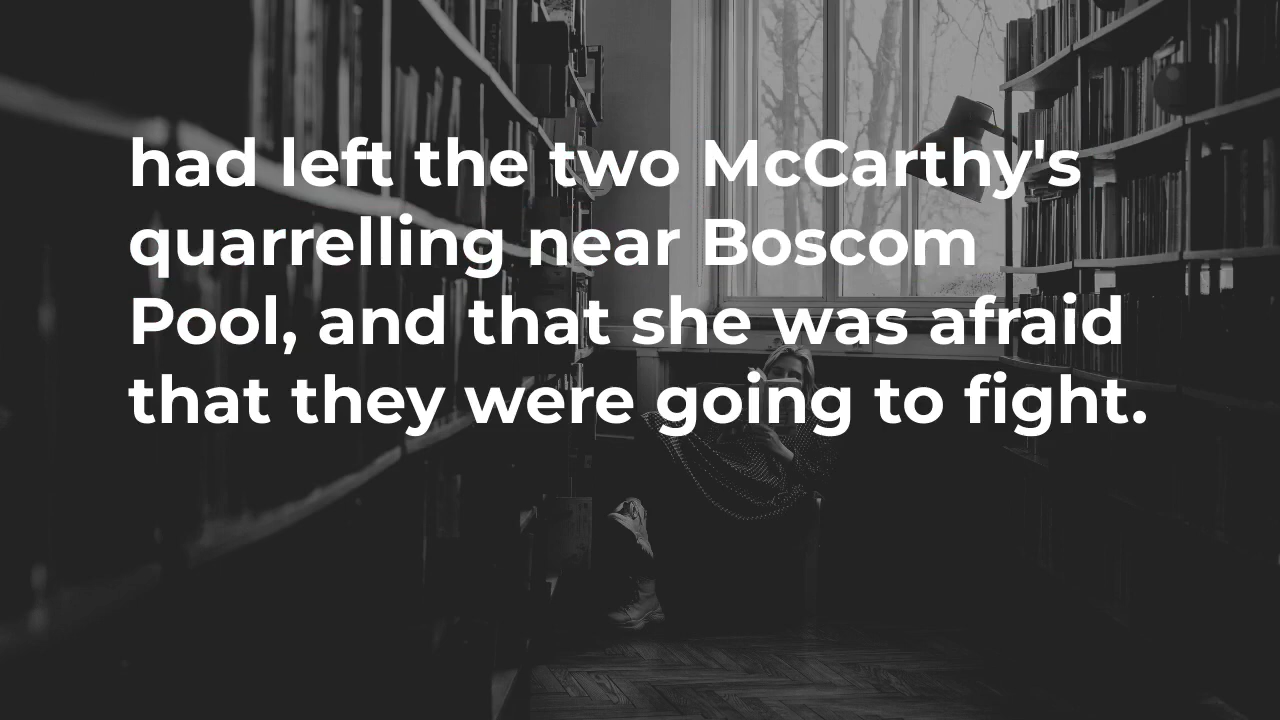 had left the two McCarthy's
quarrelling near Boscom
Pool, and that she was afraid
that they were going to fight.